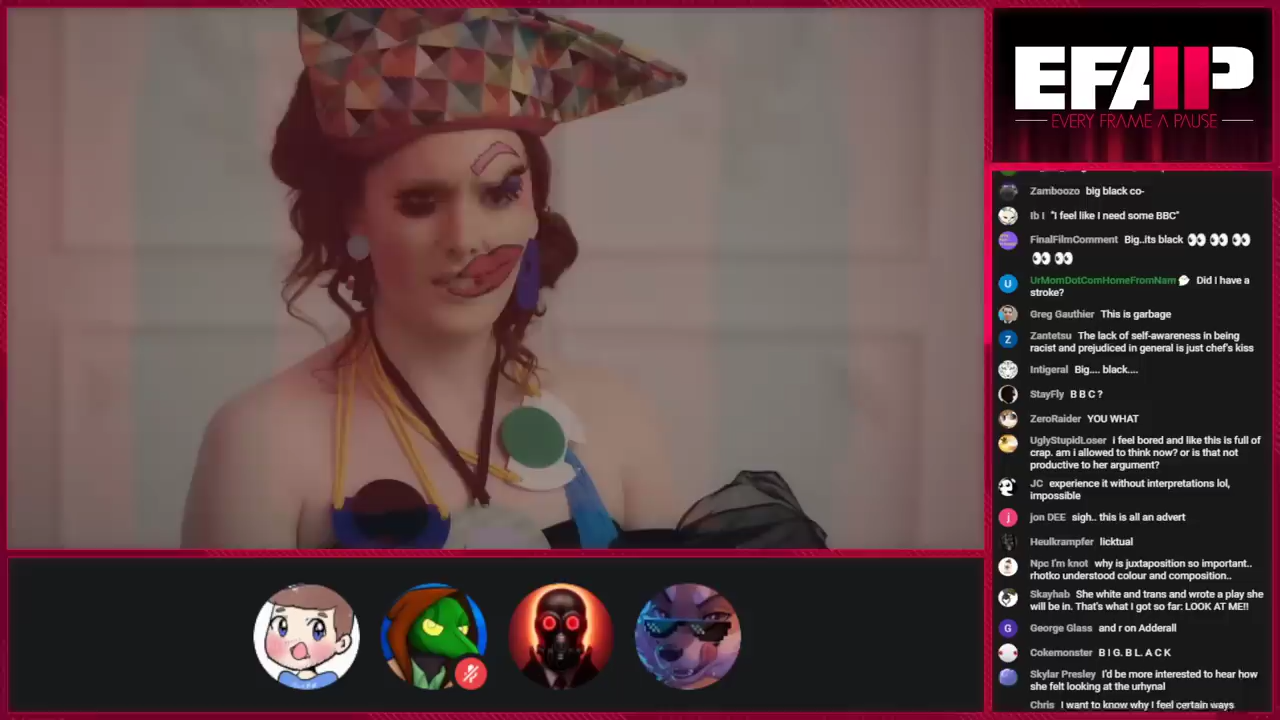 EFAP
EVERY FRAME A PAUSE
Zamboozo big black co-
Ib I "I feel like I need some BBC"
FinalFilmComment Big..its black 👀 👀 👀
👀 👀
UrMomDotComHomeFromNam Did I have a
stroke?
Greg Gauthier This is garbage
Zantetsu The lack of self-awareness in being
racist and prejudiced in general is just chef's kiss
Intigeral Big.... black....
StayFly B B C ?
ZeroRaider YOU WHAT
UglyStupidLoser i feel bored and like this is full of
crap. am i allowed to think now? or is that not
productive to her argument?
JC experience it without interpretations lol,
impossible
jon DEE sigh.. this is all an advert
Heulkrampfer licktual
Npc I'm knot why is juxtaposition so important..
rhotko understood colour and composition..
Skayhab She white and trans and wrote a play she
will be in. That's what I got so far: LOOK AT ME!!
George Glass and r on Adderall
Cokemonster B I G. B L. A C K
Skylar Presley I'd be more interested to hear how
she felt looking at the urhynal
Chris I want to know why I feel certain ways